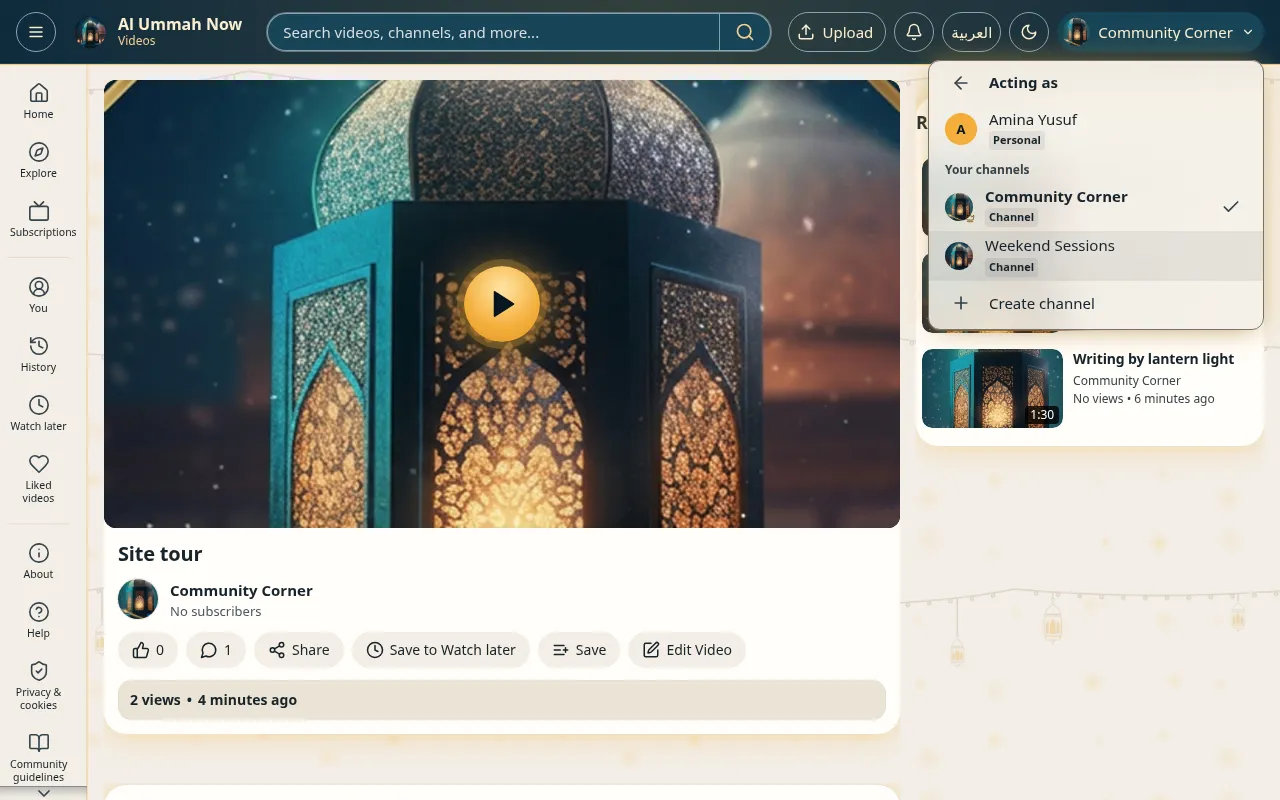 Al Ummah Now
Videos
Search videos, channels, and more...
Upload
العربية
Community Corner
Home
Explore
Subscriptions
You
History
Watch later
Liked
videos
About
Help
Privacy &
cookies
Community
guidelines
Acting as
A
Amina Yusuf
Personal
Your channels
Community Corner
Channel
Weekend Sessions
Channel
Create channel
Writing by lantern light
Community Corner
No views • 6 minutes ago
1:30
Site tour
Community Corner
No subscribers
0
1
Share
Save to Watch later
Save
Edit Video
2 views • 4 minutes ago